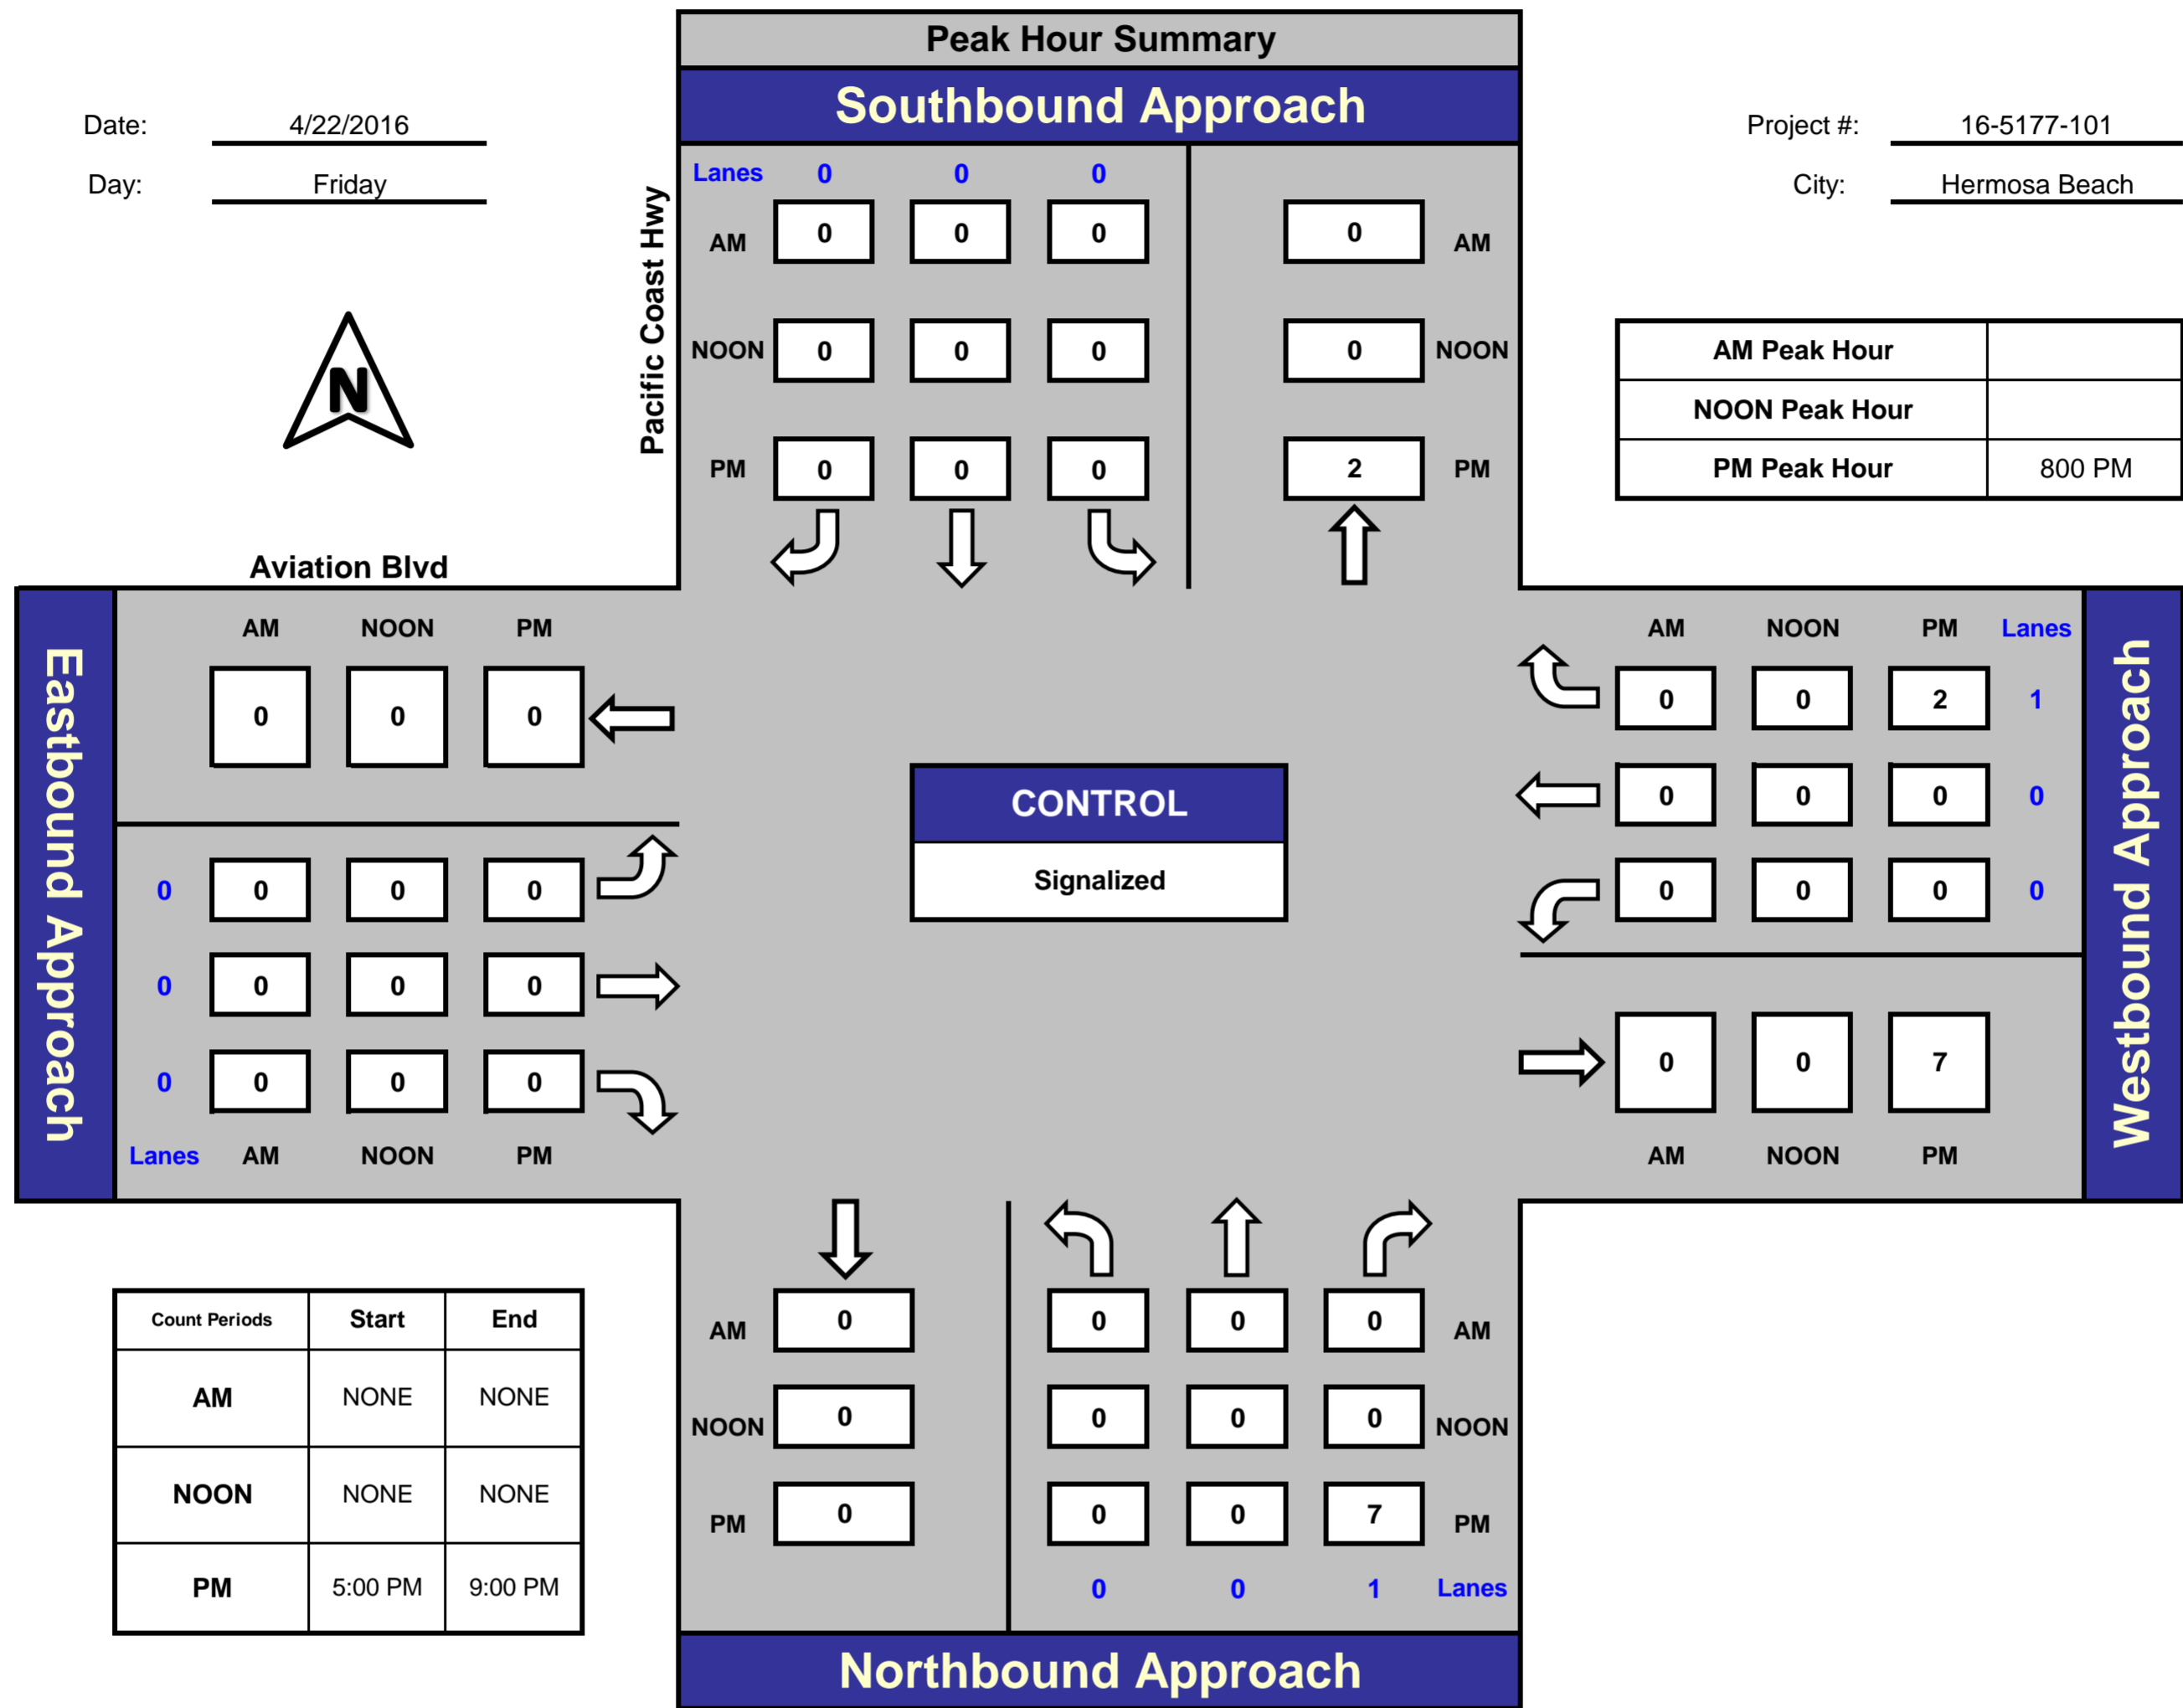 Peak Hour Summary
Southbound Approach
Date: 4/22/2016
Project #: 16-5177-101
Day: Friday
City: Hermosa Beach
N
Pacific Coast Hwy
Lanes 0 0 0
AM 0 0 0 0 AM
NOON 0 0 0 0 NOON
PM 0 0 0 2 PM
AM Peak Hour
NOON Peak Hour
PM Peak Hour 800 PM
Aviation Blvd
Eastbound Approach
AM NOON PM
0 0 0
0 0 0 0
0 0 0 0
0 0 0 0
Lanes AM NOON PM
CONTROL
Signalized
AM NOON PM Lanes
0 0 2 1
0 0 0 0
0 0 0 0
0 0 7
AM NOON PM
Westbound Approach
Count Periods Start End
AM NONE NONE
NOON NONE NONE
PM 5:00 PM 9:00 PM
AM 0 0 0 0 AM
NOON 0 0 0 0 NOON
PM 0 0 0 7 PM
0 0 1 Lanes
Northbound Approach